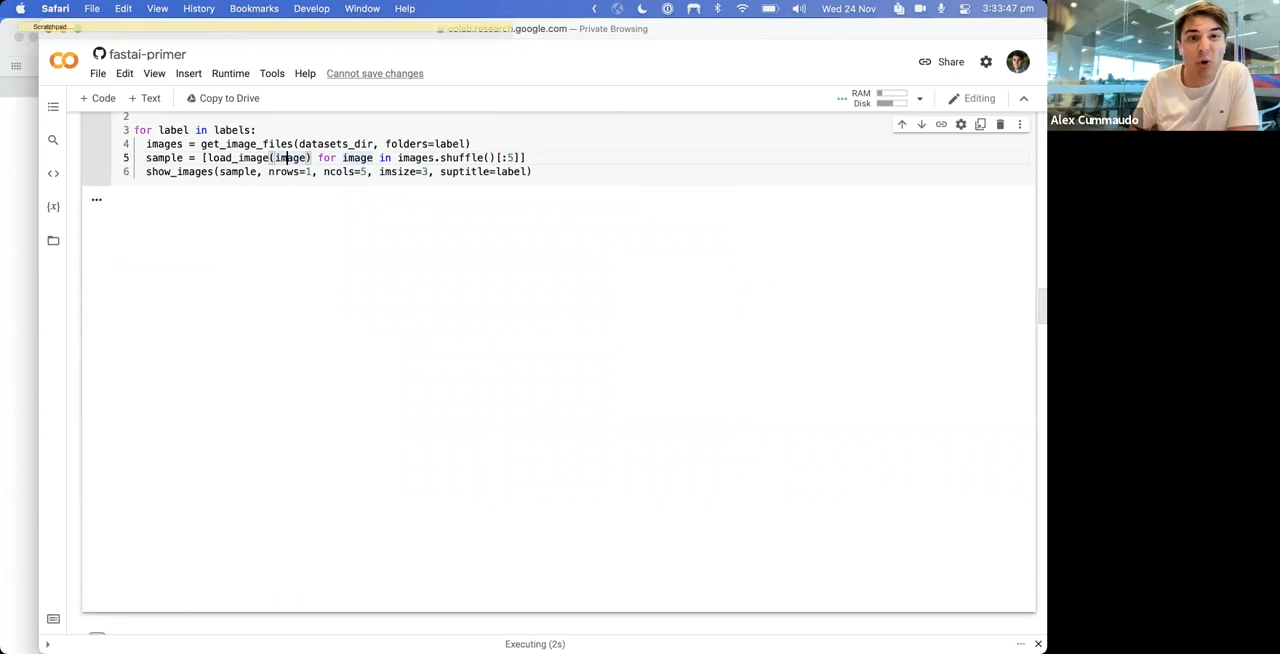 Safari File Edit View History Bookmarks Develop Window Help Wed 24 Nov 3:33:47 pm
Scratchpad...
colab.research.google.com — Private Browsing
fastai-primer
File Edit View Insert Runtime Tools Help Cannot save changes
Share
+ Code + Text Copy to Drive
RAM
Disk
Editing
Alex Cummaudo
2
3 for label in labels:
4 images = get_image_files(datasets_dir, folders=label)
5 sample = [load_image(image) for image in images.shuffle()[:5]]
6 show_images(sample, nrows=1, ncols=5, imsize=3, suptitle=label)
{x}
Executing (2s)